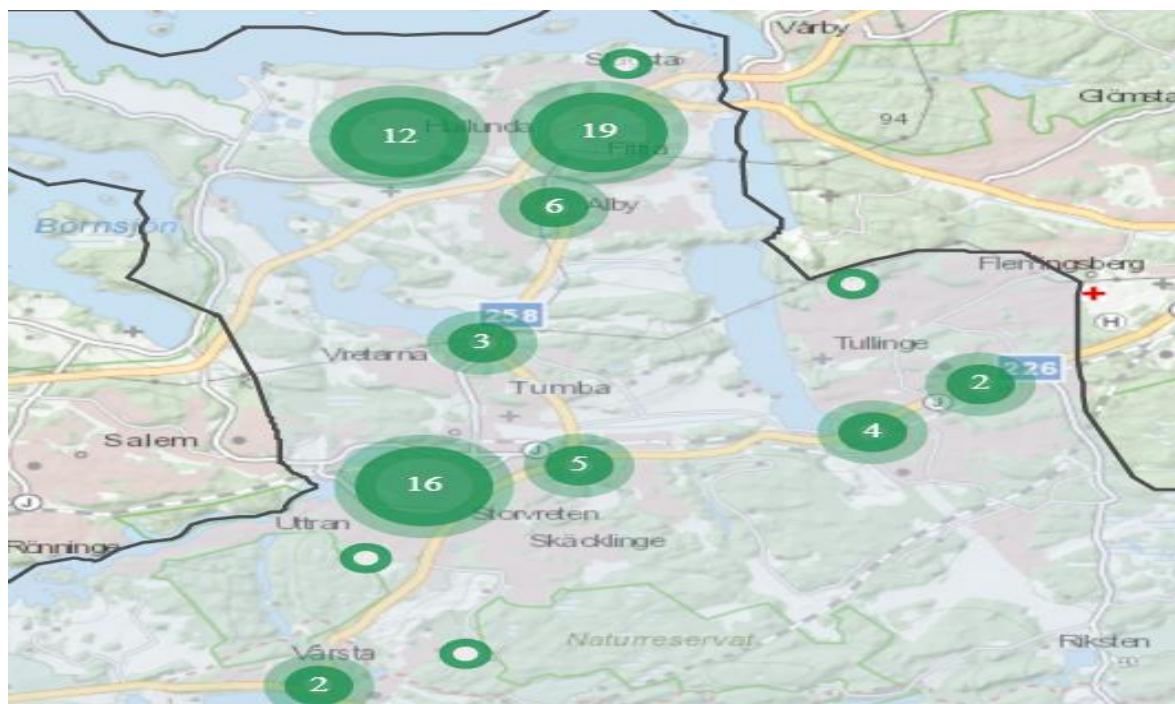 Vårby
Glömsta
94
12
Hallunda
19
Fittja
6
Alby
Bornsjön
Flemingsberg
H
258
3
Vretarna
Tullinge
Tumba
226
2
J
4
Salem
J
5
16
J
Uttran
Storvreten
Rönninge
Skäcklinge
Naturreservat
Vårsta
Riksten
2